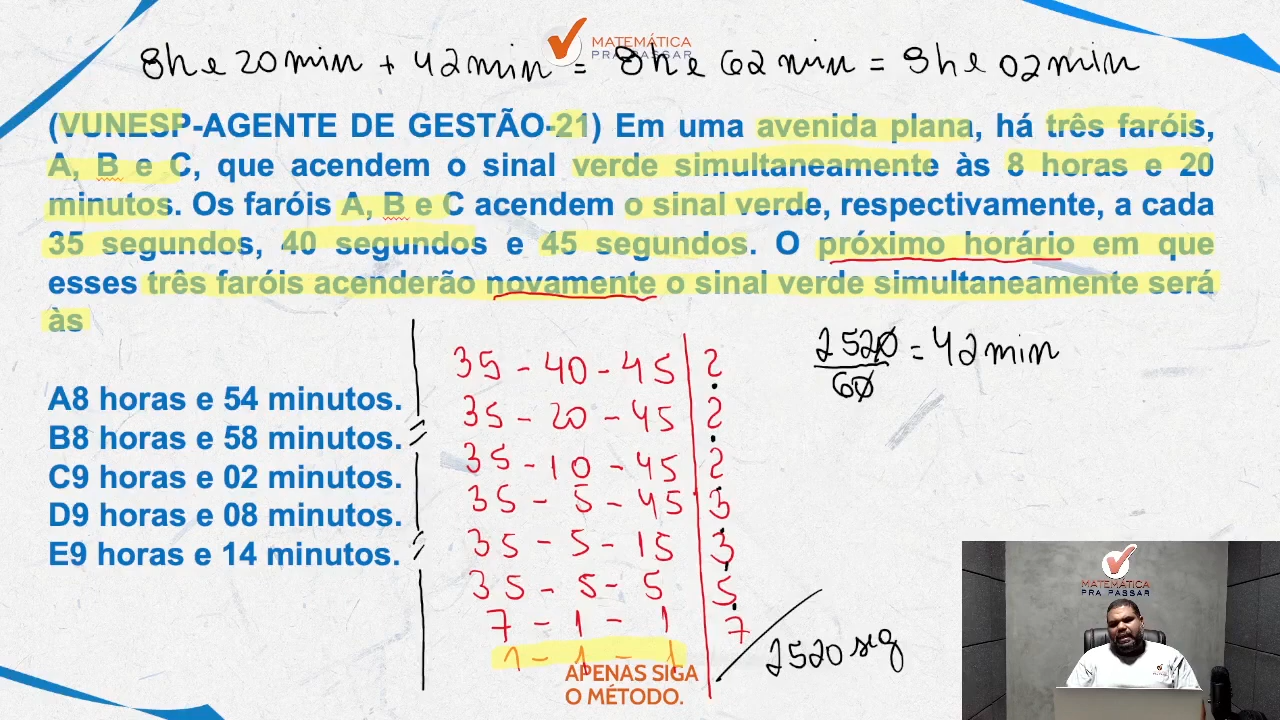 MATEMÁTICA
PRA PASSAR
8h e 20min + 42min = 8h e 62min = 9h e 02min
(VUNESP-AGENTE DE GESTÃO-21) Em uma avenida plana, há três faróis,
A, B e C, que acendem o sinal verde simultaneamente às 8 horas e 20
minutos. Os faróis A, B e C acendem o sinal verde, respectivamente, a cada
35 segundos, 40 segundos e 45 segundos. O próximo horário em que
esses três faróis acenderão novamente o sinal verde simultaneamente será
às
A8 horas e 54 minutos.
B8 horas e 58 minutos.
C9 horas e 02 minutos.
D9 horas e 08 minutos.
E9 horas e 14 minutos.
35 - 40 - 45 | 2
35 - 20 - 45 | 2
35 - 10 - 45 | 2
35 - 5 - 45 | 3
35 - 5 - 15 | 3
35 - 5 - 5 | 5
7 - 1 - 1 | 7
1 - 1 - 1
2520 seg
2520
60
= 42min
APENAS SIGA
O MÉTODO.
MATEMÁTICA
PRA PASSAR